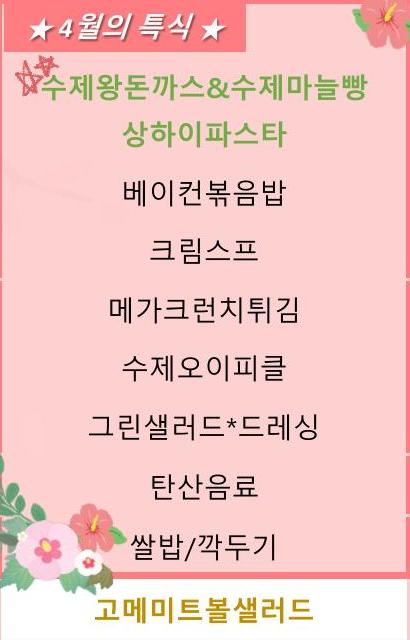 ★ 4월의 특식 ★
수제왕돈까스&수제마늘빵
상하이파스타
베이컨볶음밥
크림스프
메가크런치튀김
수제오이피클
그린샐러드*드레싱
탄산음료
쌀밥/깍두기
고메미트볼샐러드